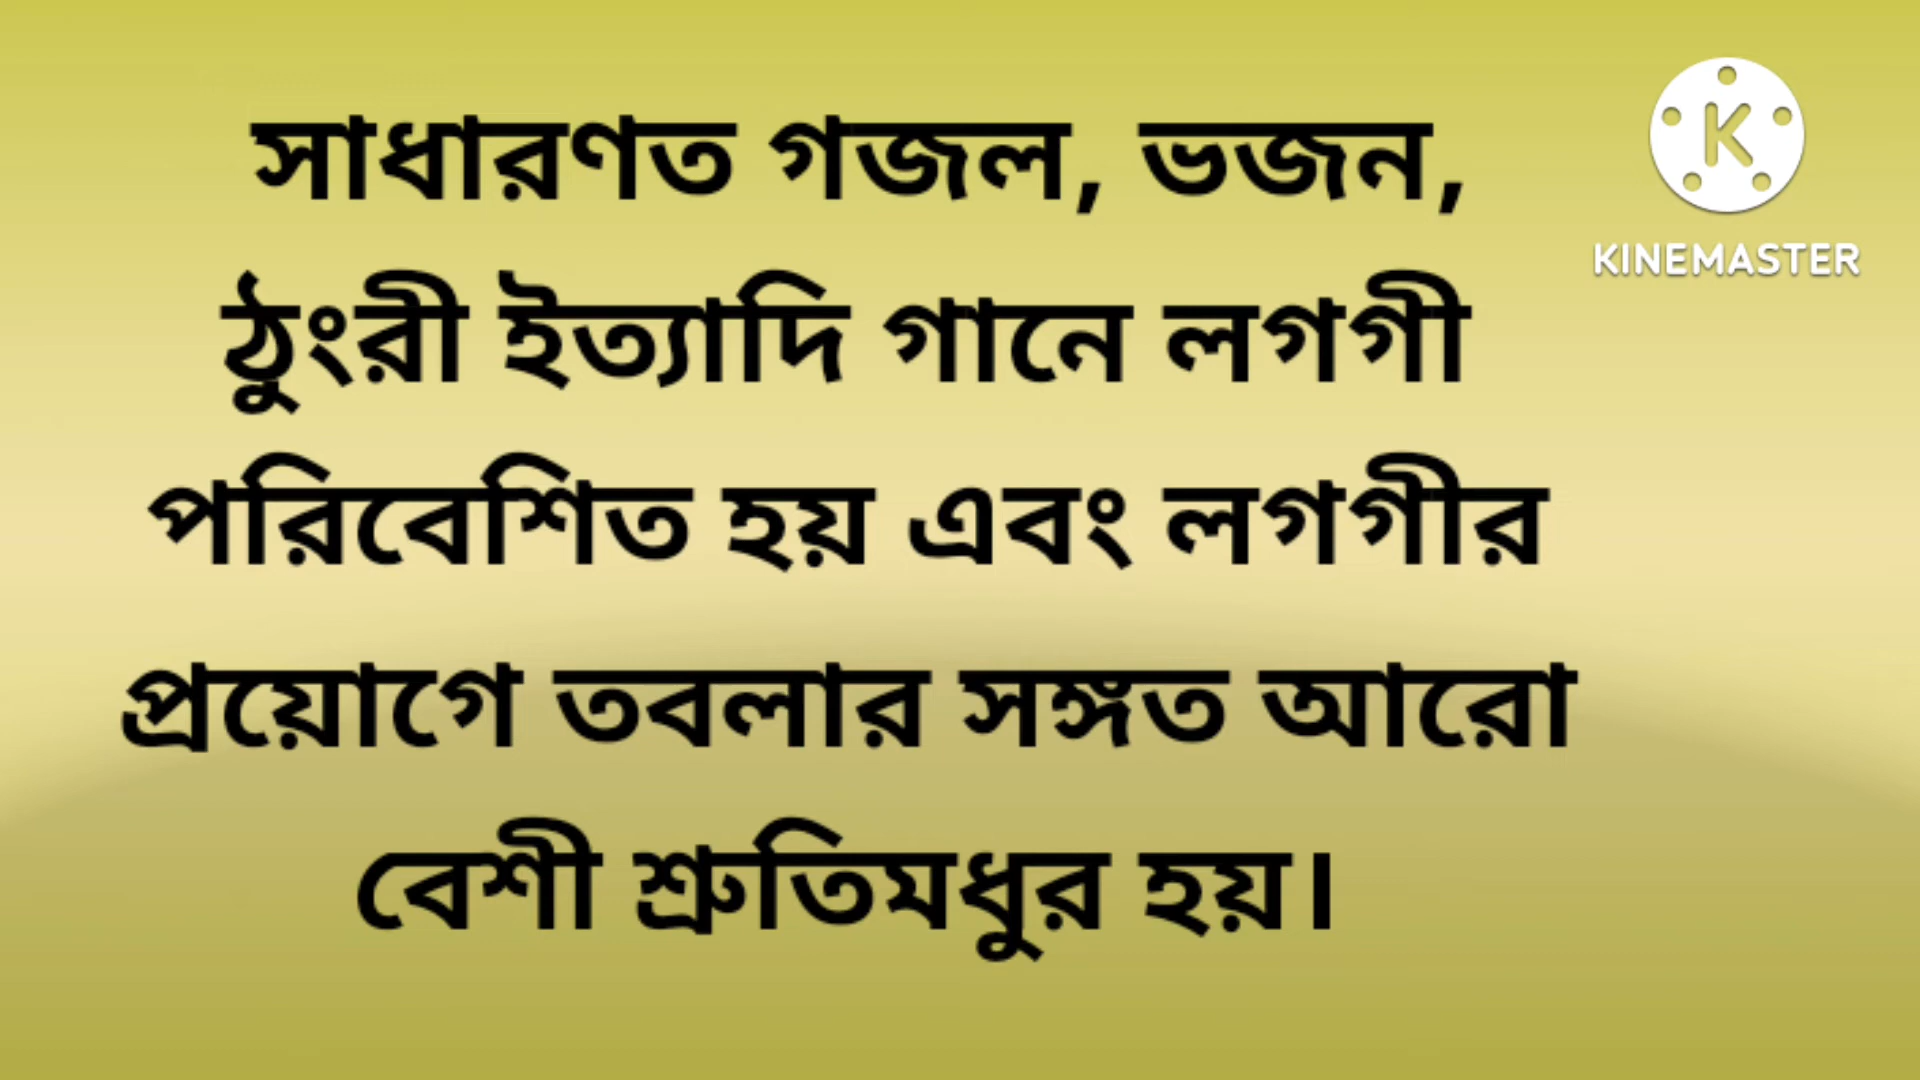 সাধারণত গজল, ভজন,
ঠুংরী ইত্যাদি গানে লগগী
পরিবেশিত হয় এবং লগগীর
প্রয়োগে তবলার সঙ্গত আরো
বেশী শ্রুতিমধুর হয়।
K
KINEMASTER